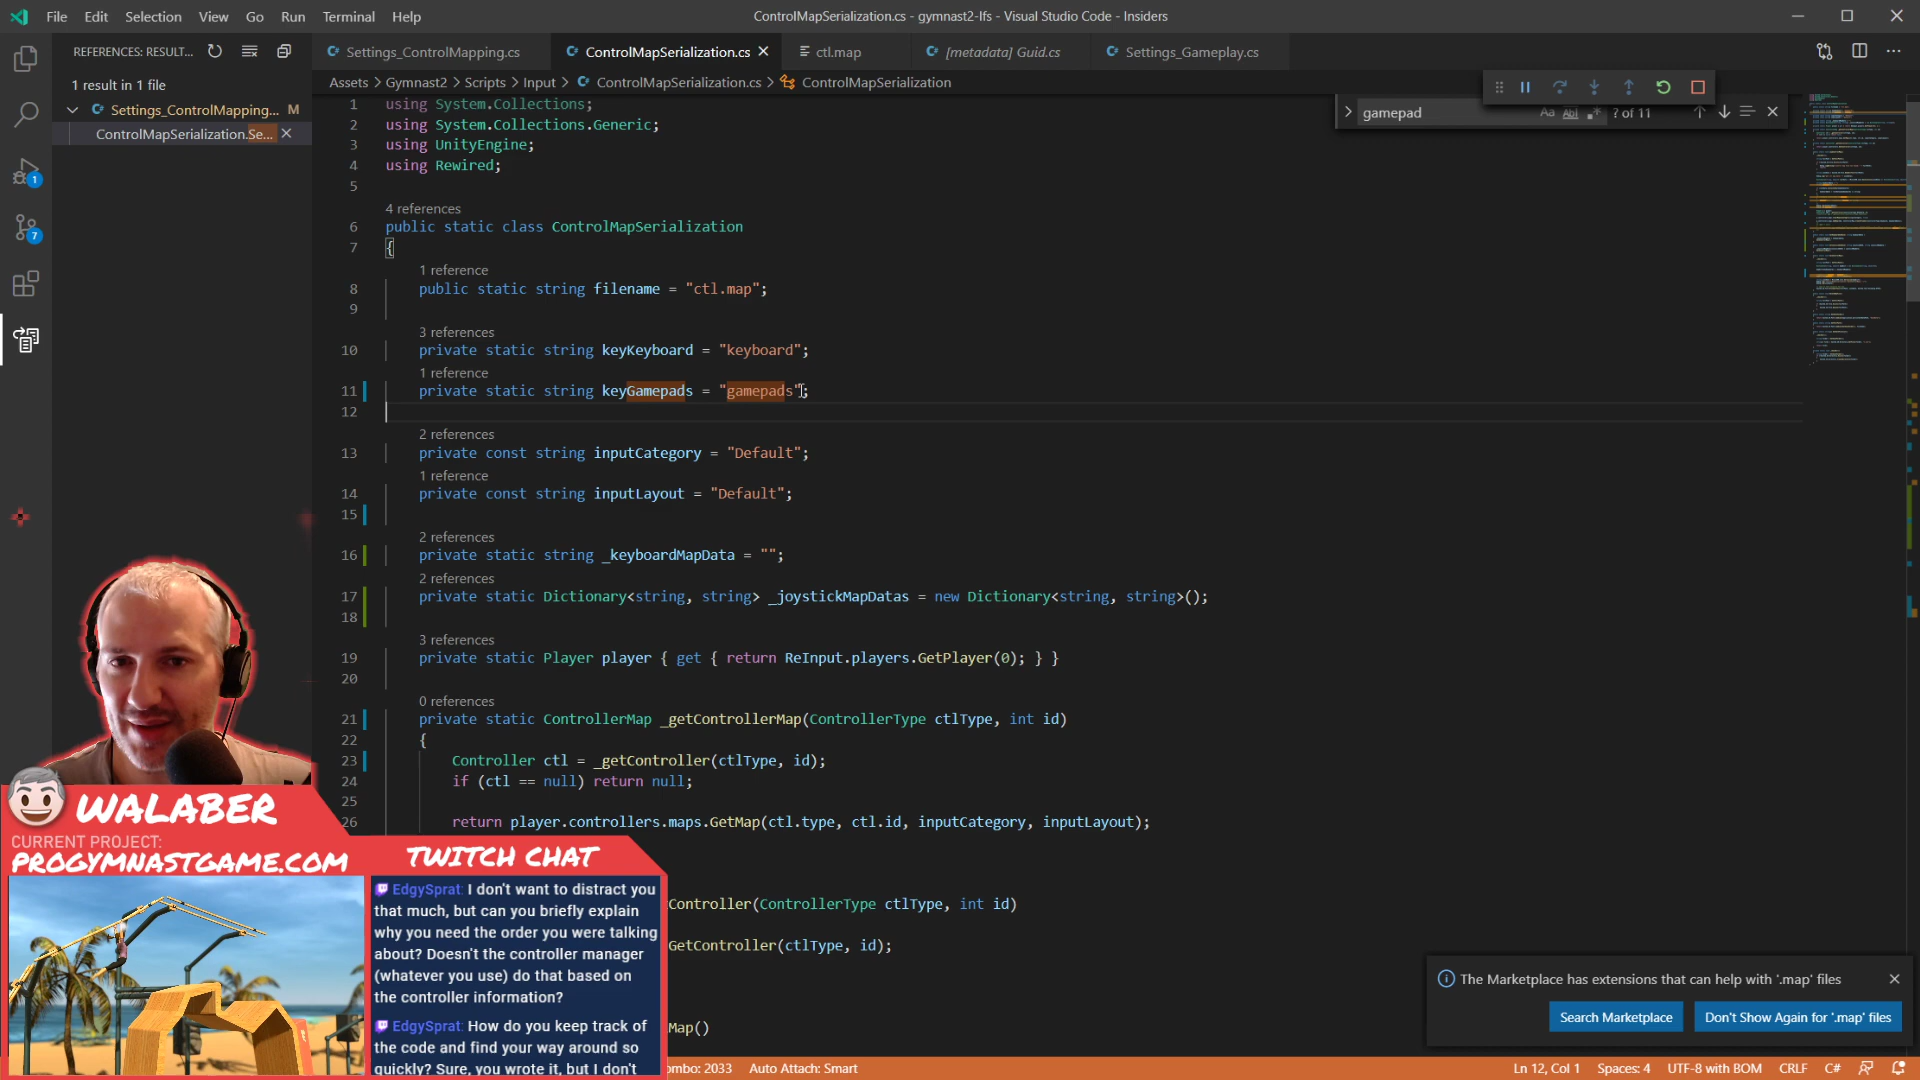 File Edit Selection View Go Run Terminal Help
ControlMapSerialization.cs - gymnast2-lfs - Visual Studio Code - Insiders
REFERENCES: RESULT...
1 result in 1 file
Settings_ControlMapping... M
ControlMapSerialization.Se...
1
7
Settings_ControlMapping.cs ControlMapSerialization.cs ctl.map [metadata] Guid.cs Settings_Gameplay.cs
Assets > Gymnast2 > Scripts > Input > ControlMapSerialization.cs > ControlMapSerialization
gamepad ? of 11
1 using System.Collections;
2 using System.Collections.Generic;
3 using UnityEngine;
4 using Rewired;
5
4 references
6 public static class ControlMapSerialization
7 {
1 reference
8 public static string filename = "ctl.map";
9
3 references
10 private static string keyKeyboard = "keyboard";
1 reference
11 private static string keyGamepads = "gamepads";
12
2 references
13 private const string inputCategory = "Default";
1 reference
14 private const string inputLayout = "Default";
15
2 references
16 private static string _keyboardMapData = "";
2 references
17 private static Dictionary<string, string> _joystickMapDatas = new Dictionary<string, string>();
18
3 references
19 private static Player player { get { return ReInput.players.GetPlayer(0); } }
20
0 references
21 private static ControllerMap _getControllerMap(ControllerType ctlType, int id)
22 {
23 Controller ctl = _getController(ctlType, id);
24 if (ctl == null) return null;
25
26 return player.controllers.maps.GetMap(ctl.type, ctl.id, inputCategory, inputLayout);
Controller(ControllerType ctlType, int id)
GetController(ctlType, id);
Map()
WALABER
CURRENT PROJECT:
PROGYMNASTGAME.COM
TWITCH CHAT
EdgySprat: I don't want to distract you
that much, but can you briefly explain
why you need the order you were talking
about? Doesn't the controller manager
(whatever you use) do that based on
the controller information?
EdgySprat: How do you keep track of
the code and find your way around so
quickly? Sure, you wrote it, but I don't
The Marketplace has extensions that can help with '.map' files
Search Marketplace Don't Show Again for '.map' files
ombo: 2033 Auto Attach: Smart Ln 12, Col 1 Spaces: 4 UTF-8 with BOM CRLF C#